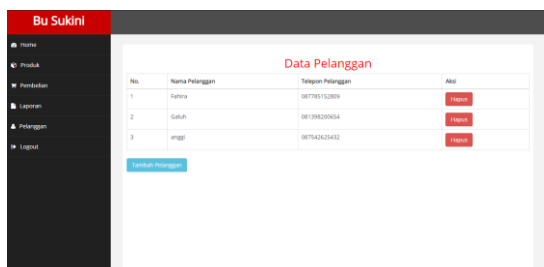 Bu Sukini
Home
Produk
Pembelian
Laporan
Pelanggan
Logout
Data Pelanggan
No. Nama Pelanggan Telepon Pelanggan Aksi
1 Fahira 087785152809 Hapus
2 Galuh 081398200654 Hapus
3 anggi 087542625432 Hapus
Tambah Pelanggan